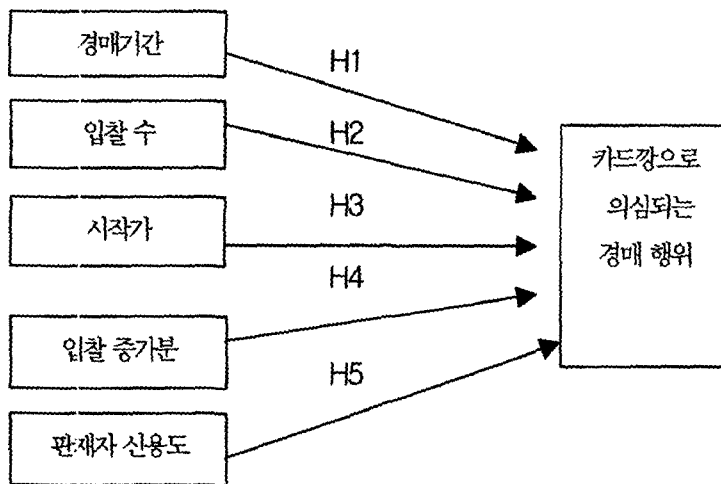 경매기간
H1
입찰 수
H2
카드깡으로
의심되는
경매 행위
시작가
H3
H4
입찰 증가분
H5
판재자 신용도